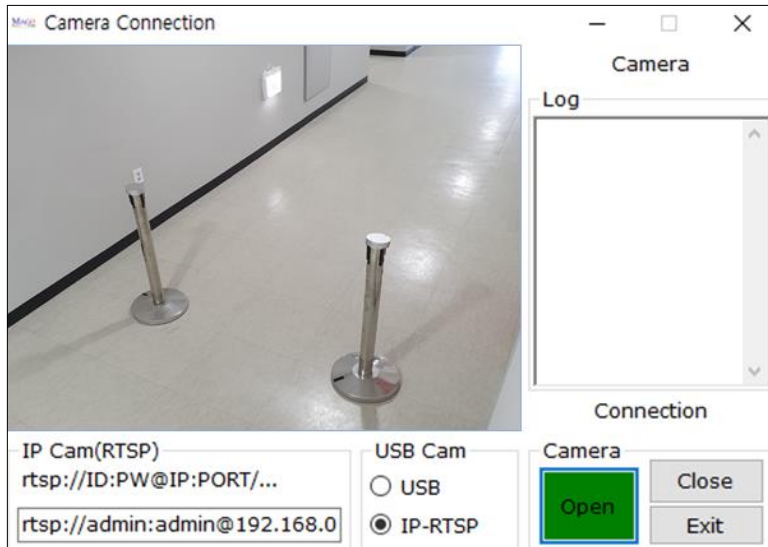 Camera Connection
Camera
Log
Connection
IP Cam(RTSP)
rtsp://ID:PW@IP:PORT/...
rtsp://admin:admin@192.168.0
USB Cam
USB
IP-RTSP
Camera
Open
Close
Exit